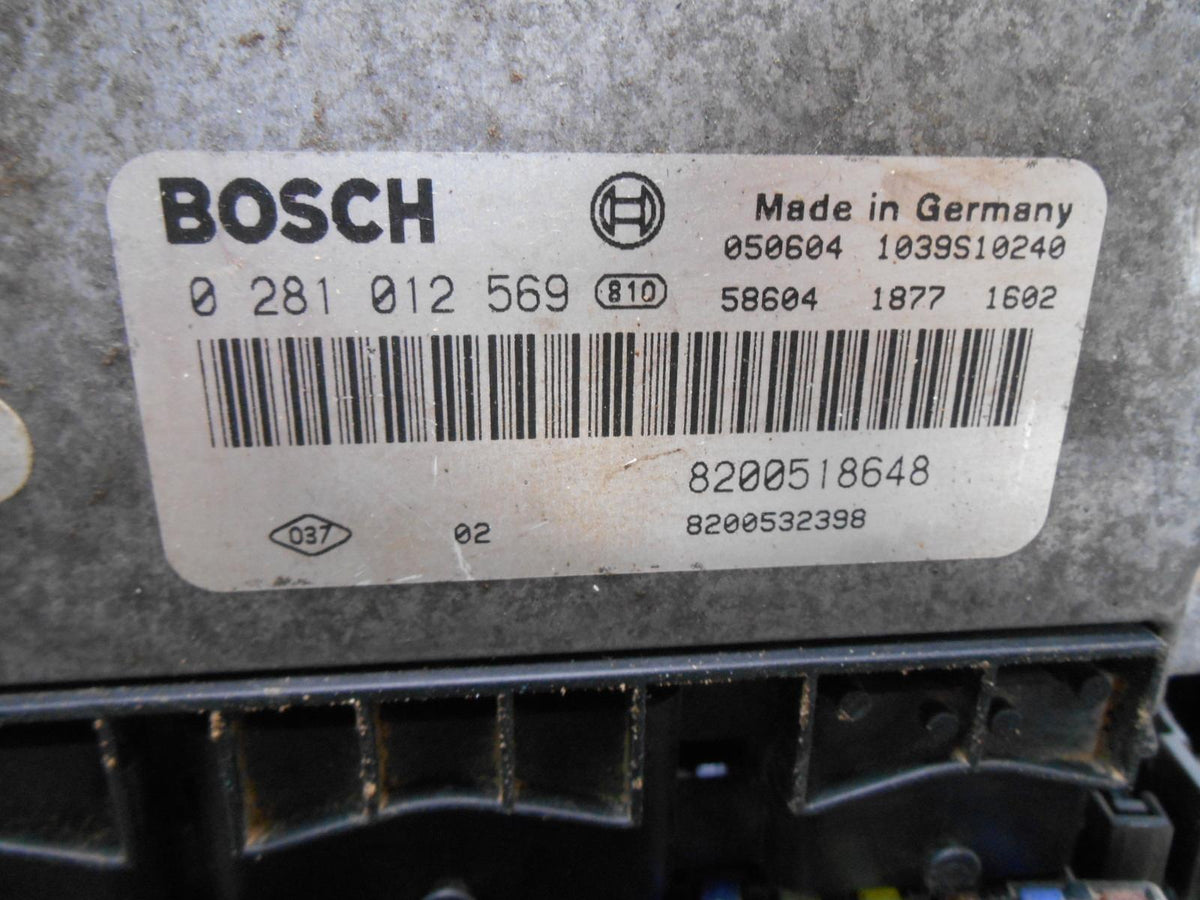 BOSCH
Made in Germany
050604 1039S10240
0 281 012 569 810
58604 1877 1602
8200518648
037 02 8200532398